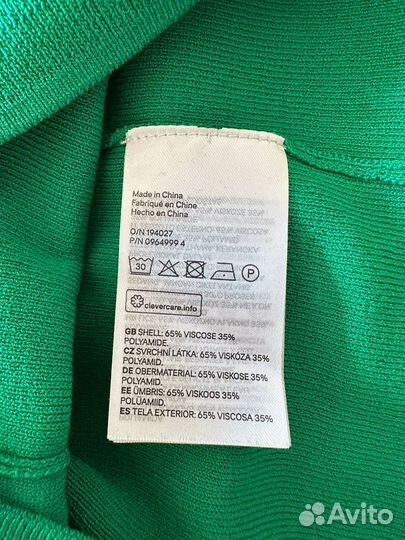 Made in China
Fabriqué en Chine
Hecho en China
O/N 194027
P/N 0964999 4
30
P
clevercare.info
GB SHELL: 65% VISCOSE 35%
POLYAMIDE.
CZ SVRCHNÍ LÁTKA: 65% VISKÓZA 35%
POLYAMID.
DE OBERMATERIAL: 65% VISKOSE 35%
POLYAMID.
EE ÜMBRIS: 65% VISKOOS 35%
POLÜAMIID.
ES TELA EXTERIOR: 65% VISCOSA 35%
Avito